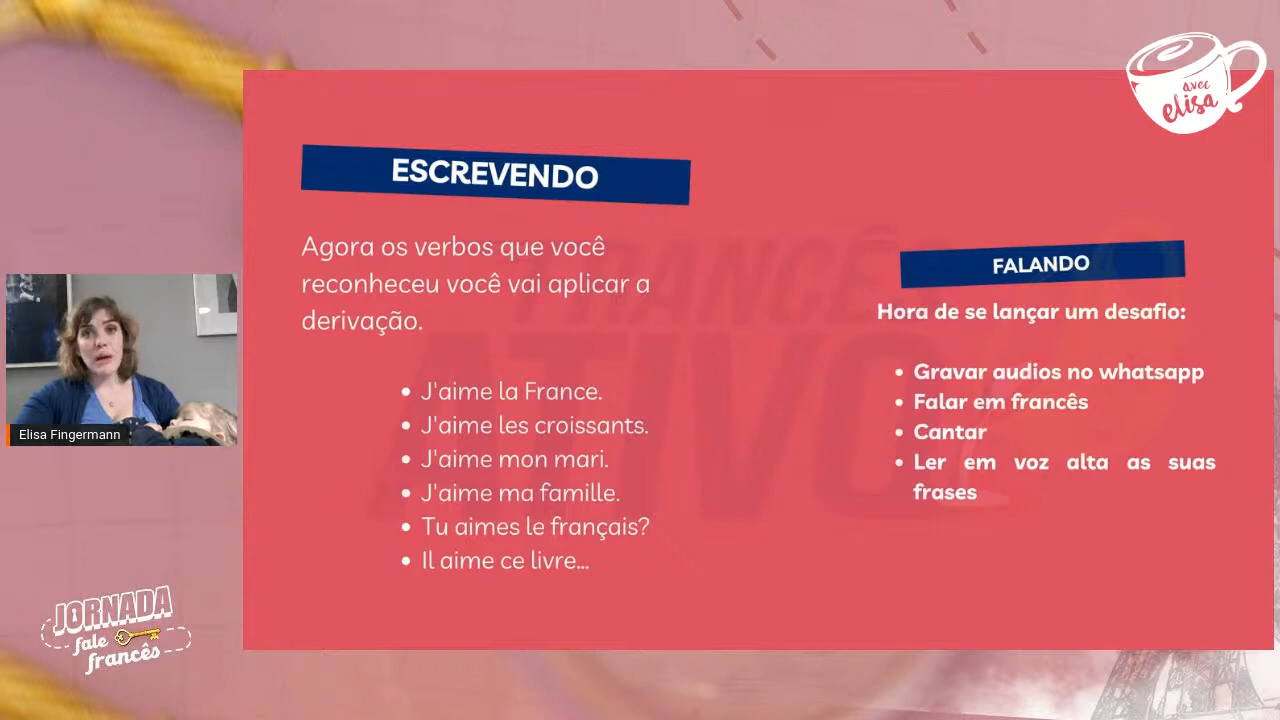 avec
elisa
ESCREVENDO
Agora os verbos que você
reconheceu você vai aplicar a
derivação.
• J'aime la France.
• J'aime les croissants.
• J'aime mon mari.
• J'aime ma famille.
• Tu aimes le français?
• Il aime ce livre...
FALANDO
Hora de se lançar um desafio:
• Gravar audios no whatsapp
• Falar em francês
• Cantar
• Ler em voz alta as suas
frases
FRANCÊS
ATIVO
Elisa Fingermann
JORNADA
fale
francês